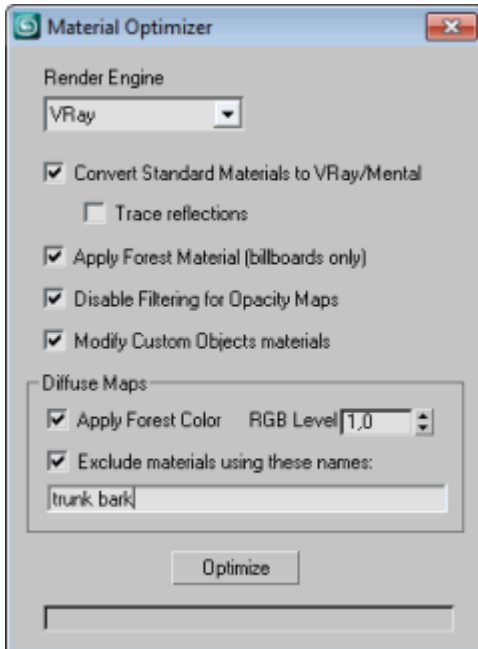 Material Optimizer
Render Engine
VRay
Convert Standard Materials to VRay/Mental
Trace reflections
Apply Forest Material (billboards only)
Disable Filtering for Opacity Maps
Modify Custom Objects materials
Diffuse Maps
Apply Forest Color RGB Level 1,0
Exclude materials using these names:
trunk bark
Optimize